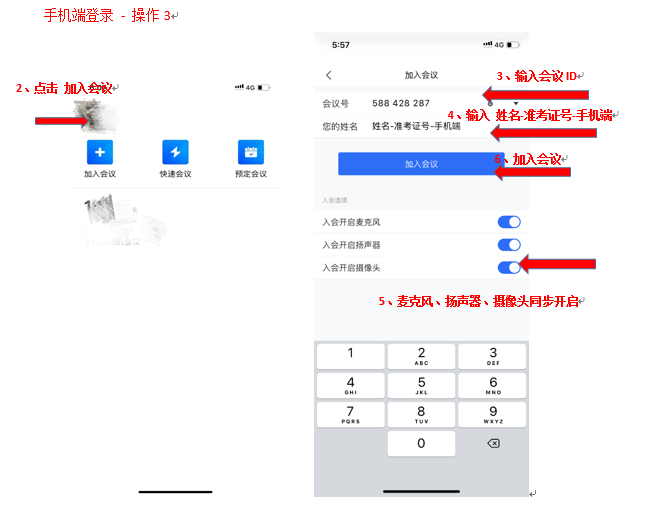 手机端登录 - 操作 3
2、点击 加入会议
4G
加入会议
快速会议
预定会议
5:57
4G
加入会议
3、输入会议 ID
会议号
588 428 287
4、输入 姓名-准考证号-手机端
您的姓名
姓名-准考证号-手机端
加入会议
6、加入会议
入会选项
入会开启麦克风
入会开启扬声器
入会开启摄像头
5、麦克风、扬声器、摄像头同步开启
1
2
ABC
3
DEF
4
GHI
5
JKL
6
MNO
7
PQRS
8
TUV
9
WXYZ
0